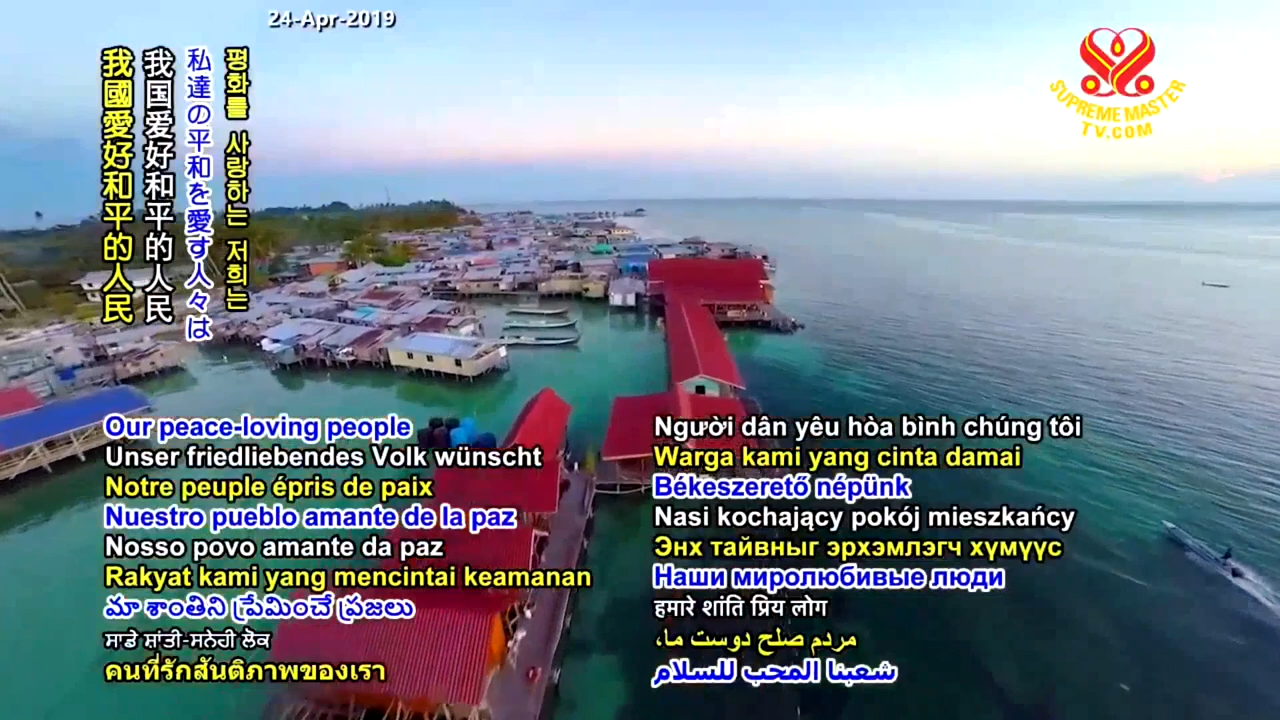 24-Apr-2019
SUPREME MASTER
TV.COM
我國愛好和平的人民
我国爱好和平的人民
私達の平和を愛す人々は
평화를 사랑하는 저희는
Our peace-loving people
Unser friedliebendes Volk wünscht
Notre peuple épris de paix
Nuestro pueblo amante de la paz
Nosso povo amante da paz
Rakyat kami yang mencintai keamanan
మా శాంతిని ప్రేమించే ప్రజలు
ਸਾਡੇ ਸ਼ਾਂਤੀ-ਸਨੇਹੀ ਲੋਕ
คนที่รักสันติภาพของเรา
Người dân yêu hòa bình chúng tôi
Warga kami yang cinta damai
Békeszerető népünk
Nasi kochający pokój mieszkańcy
Энх тайвныг эрхэмлэгч хүмүүс
Наши миролюбивые люди
हमारे शांति प्रिय लोग
مردم صلح دوست ما،
شعبنا المحب للسلام